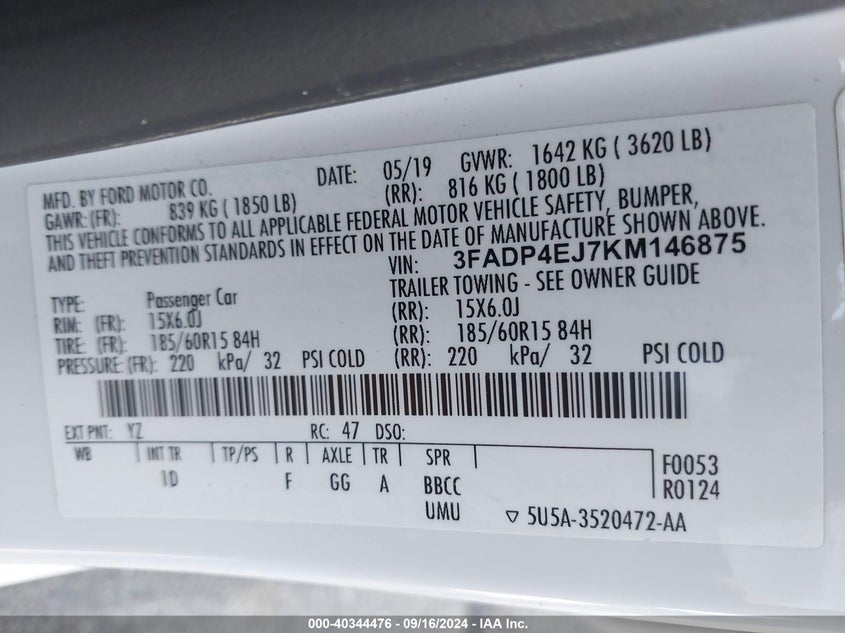 MFD. BY FORD MOTOR CO. DATE: 05/19 GVWR: 1642 KG ( 3620 LB)
GAWR: (FR): 839 KG ( 1850 LB) (RR): 816 KG ( 1800 LB)
THIS VEHICLE CONFORMS TO ALL APPLICABLE FEDERAL MOTOR VEHICLE SAFETY, BUMPER,
AND THEFT PREVENTION STANDARDS IN EFFECT ON THE DATE OF MANUFACTURE SHOWN ABOVE.
VIN: 3FADP4EJ7KM146875
TYPE: Passenger Car TRAILER TOWING - SEE OWNER GUIDE
RIM: (FR): 15X6.0J (RR): 15X6.0J
TIRE: (FR): 185/60R15 84H (RR): 185/60R15 84H
PRESSURE: (FR): 220 kPa/ 32 PSI COLD (RR): 220 kPa/ 32 PSI COLD
EXT PNT: YZ RC: 47 DSO:
WB INT TR TP/PS R AXLE TR SPR
1D F GG A BBCC
UMU
F0053
R0124
▽ 5U5A-3520472-AA
000-40344476 - 09/16/2024 - IAA Inc.